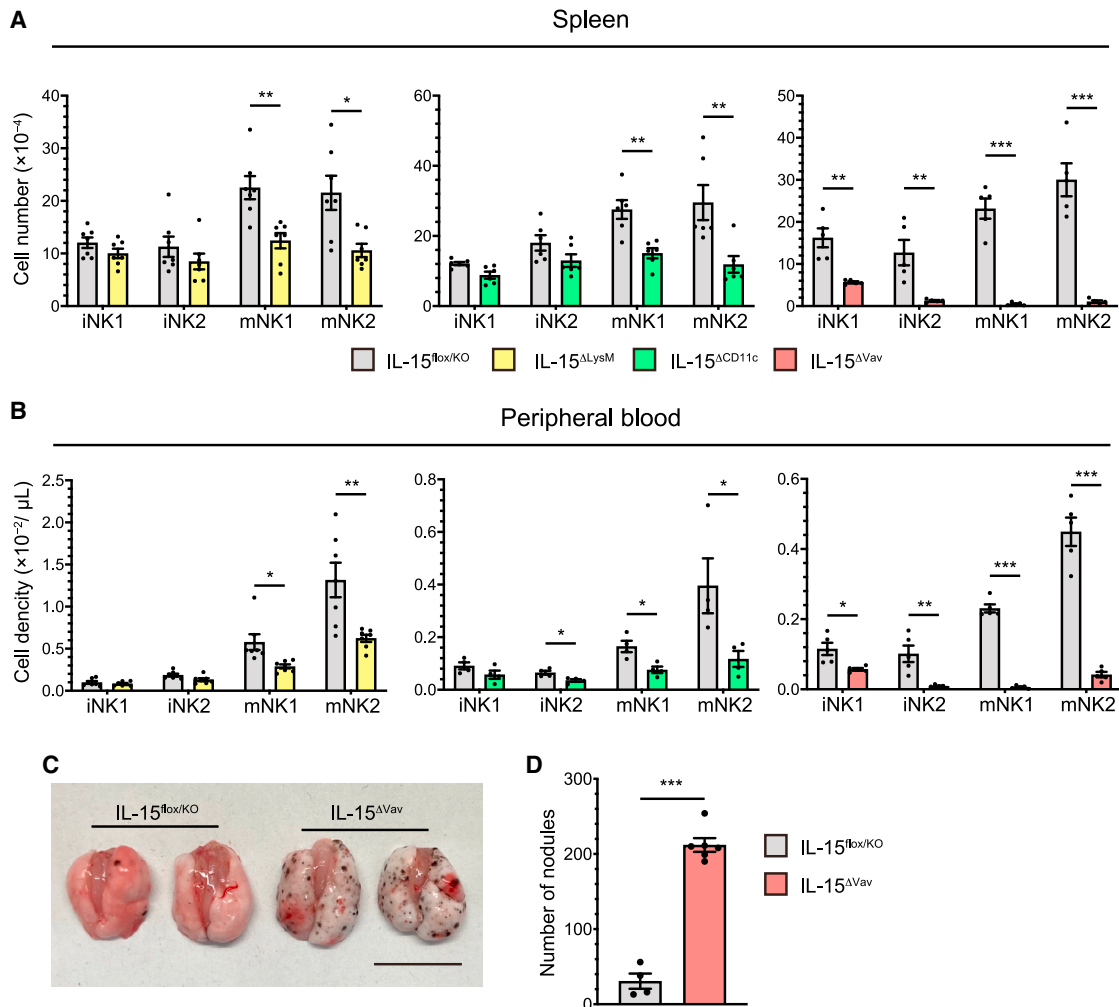 A
Spleen
Cell number (×10⁻⁴)
40
30
20
10
0
** *
iNK1 iNK2 mNK1 mNK2
60
40
20
0
** **
iNK1 iNK2 mNK1 mNK2
50
40
30
20
10
0
** ** *** ***
iNK1 iNK2 mNK1 mNK2
IL-15flox/KO IL-15ΔLysM IL-15ΔCD11c IL-15ΔVav
B
Peripheral blood
Cell dencity (×10⁻²/ μL)
2.5
2.0
1.5
1.0
0.5
0
* **
iNK1 iNK2 mNK1 mNK2
0.8
0.6
0.4
0.2
0.0
* * *
iNK1 iNK2 mNK1 mNK2
0.6
0.4
0.2
0.0
* ** *** ***
iNK1 iNK2 mNK1 mNK2
C
IL-15flox/KO IL-15ΔVav
D
Number of nodules
300
200
100
0
***
IL-15flox/KO
IL-15ΔVav